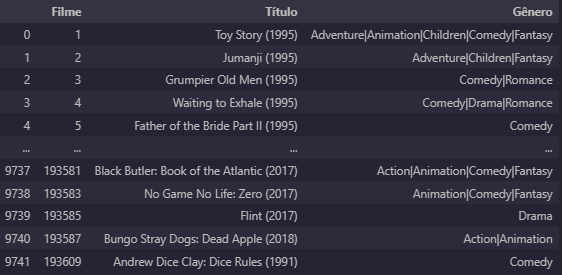 Filme Título Gênero
0 1 Toy Story (1995) Adventure|Animation|Children|Comedy|Fantasy
1 2 Jumanji (1995) Adventure|Children|Fantasy
2 3 Grumpier Old Men (1995) Comedy|Romance
3 4 Waiting to Exhale (1995) Comedy|Drama|Romance
4 5 Father of the Bride Part II (1995) Comedy
... ... ... ...
9737 193581 Black Butler: Book of the Atlantic (2017) Action|Animation|Comedy|Fantasy
9738 193583 No Game No Life: Zero (2017) Animation|Comedy|Fantasy
9739 193585 Flint (2017) Drama
9740 193587 Bungo Stray Dogs: Dead Apple (2018) Action|Animation
9741 193609 Andrew Dice Clay: Dice Rules (1991) Comedy